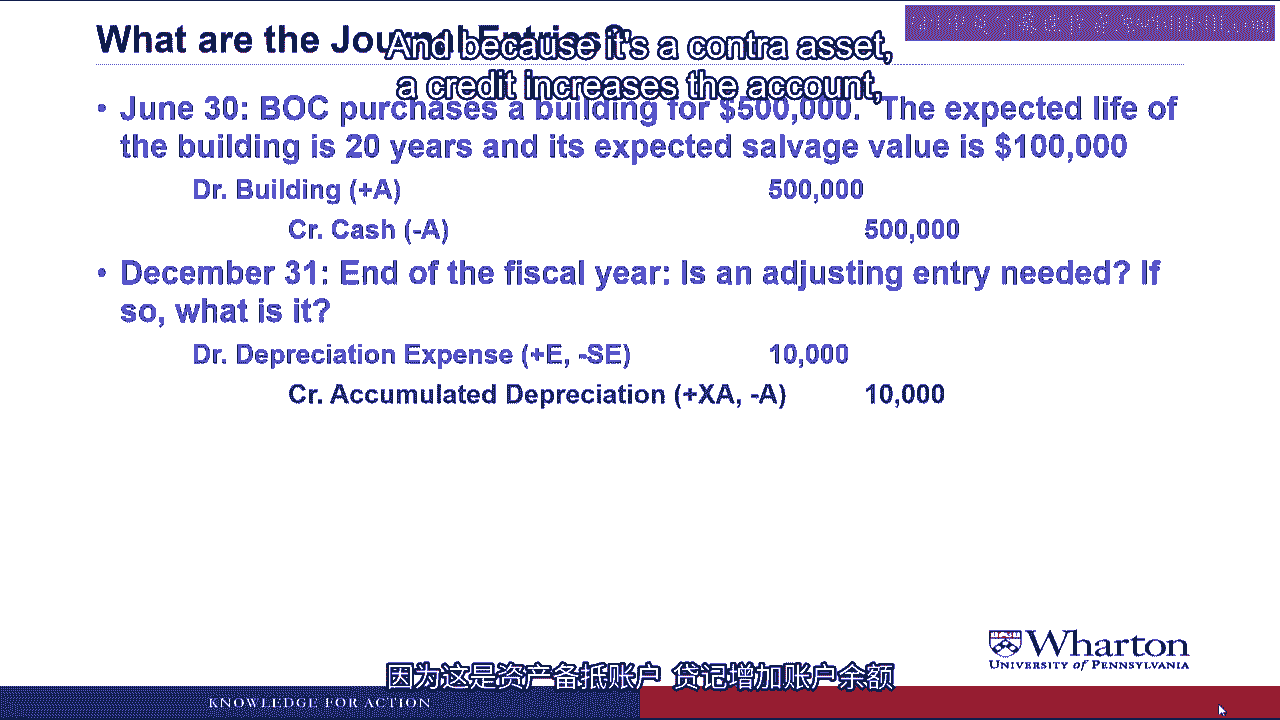 What are the Journal Entries?
And because it's a contra asset,
a credit increases the account,
• June 30: BOC purchases a building for $500,000. The expected life of
the building is 20 years and its expected salvage value is $100,000
Dr. Building (+A) 500,000
Cr. Cash (-A) 500,000
• December 31: End of the fiscal year: Is an adjusting entry needed? If
so, what is it?
Dr. Depreciation Expense (+E, -SE) 10,000
Cr. Accumulated Depreciation (+XA, -A) 10,000
Wharton
UNIVERSITY of PENNSYLVANIA
因为这是资产备抵账户 贷记增加账户余额
KNOWLEDGE FOR ACTION